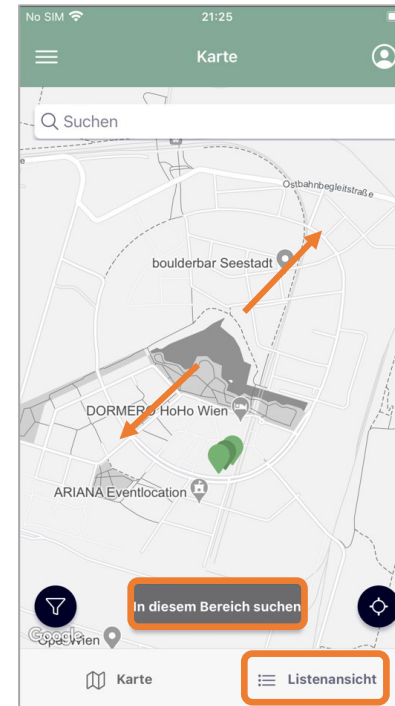 No SIM 21:25
Karte
Suchen
Ostbahnbegleitstraße
boulderbar Seestadt
DORMERO HoHo Wien
ARIANA Eventlocation
In diesem Bereich suchen
Google
Wien
Karte
Listenansicht